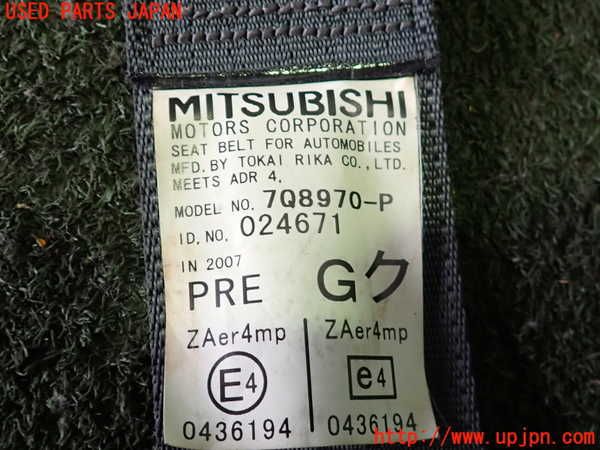 USED PARTS JAPAN
MITSUBISHI
MOTORS CORPORATION
SEAT BELT FOR AUTOMOBILES
MFD. BY TOKAI RIKA CO., LTD.
MEETS ADR 4,
MODEL NO. 7Q8970-P
ID. NO. 024671
IN 2007
PRE Gク
ZAer4mp ZAer4mp
E4 e4
0436194 0436194
http://www.upjpn.com/